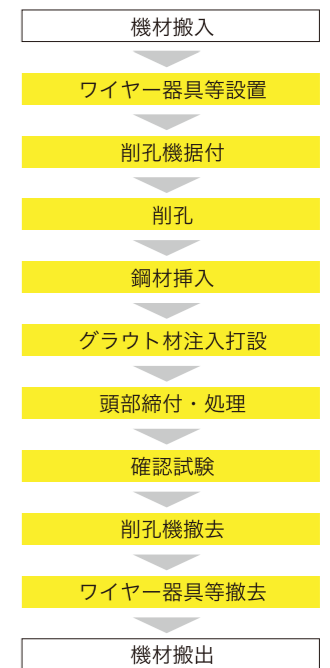 機材搬入
ワイヤー器具等設置
削孔機据付
削孔
鋼材挿入
グラウト材注入打設
頭部締付・処理
確認試験
削孔機撤去
ワイヤー器具等撤去
機材搬出